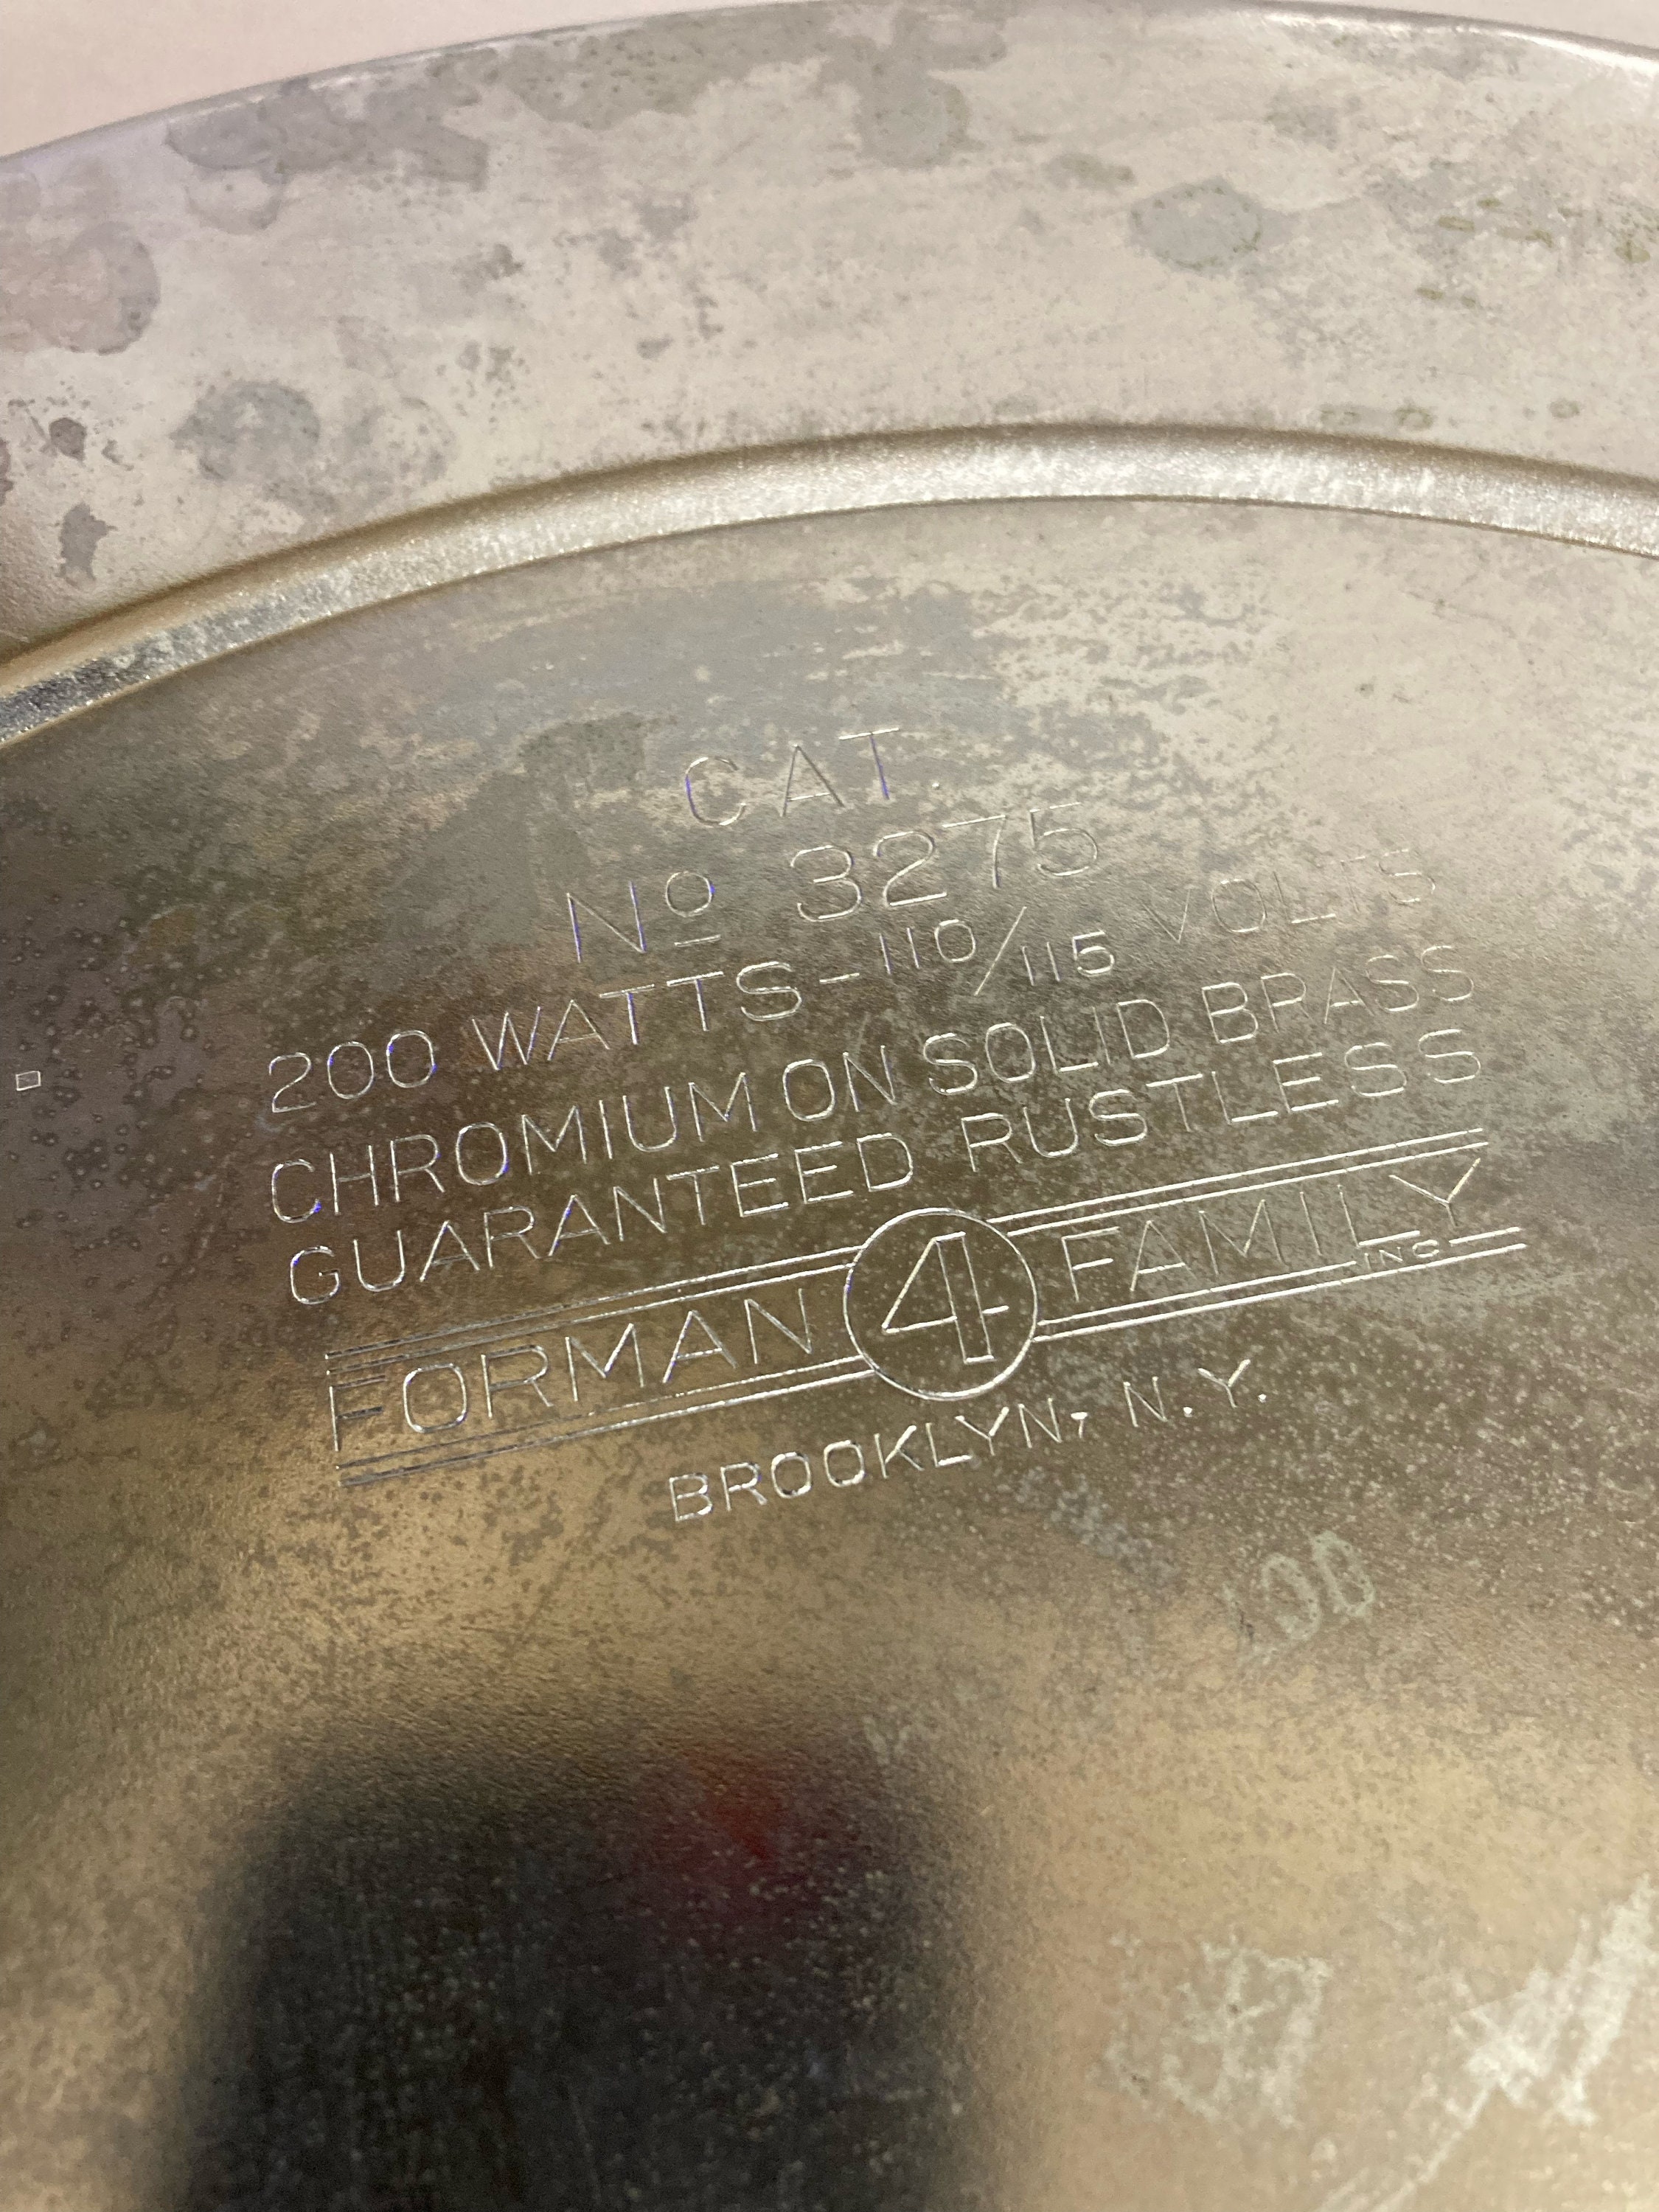 CAT
Nº 3275
200 WATTS-110/115 VOLTS
CHROMIUM ON SOLID BRASS
GUARANTEED RUSTLESS
FORMAN 4 FAMILY INC
BROOKLYN, N.Y.